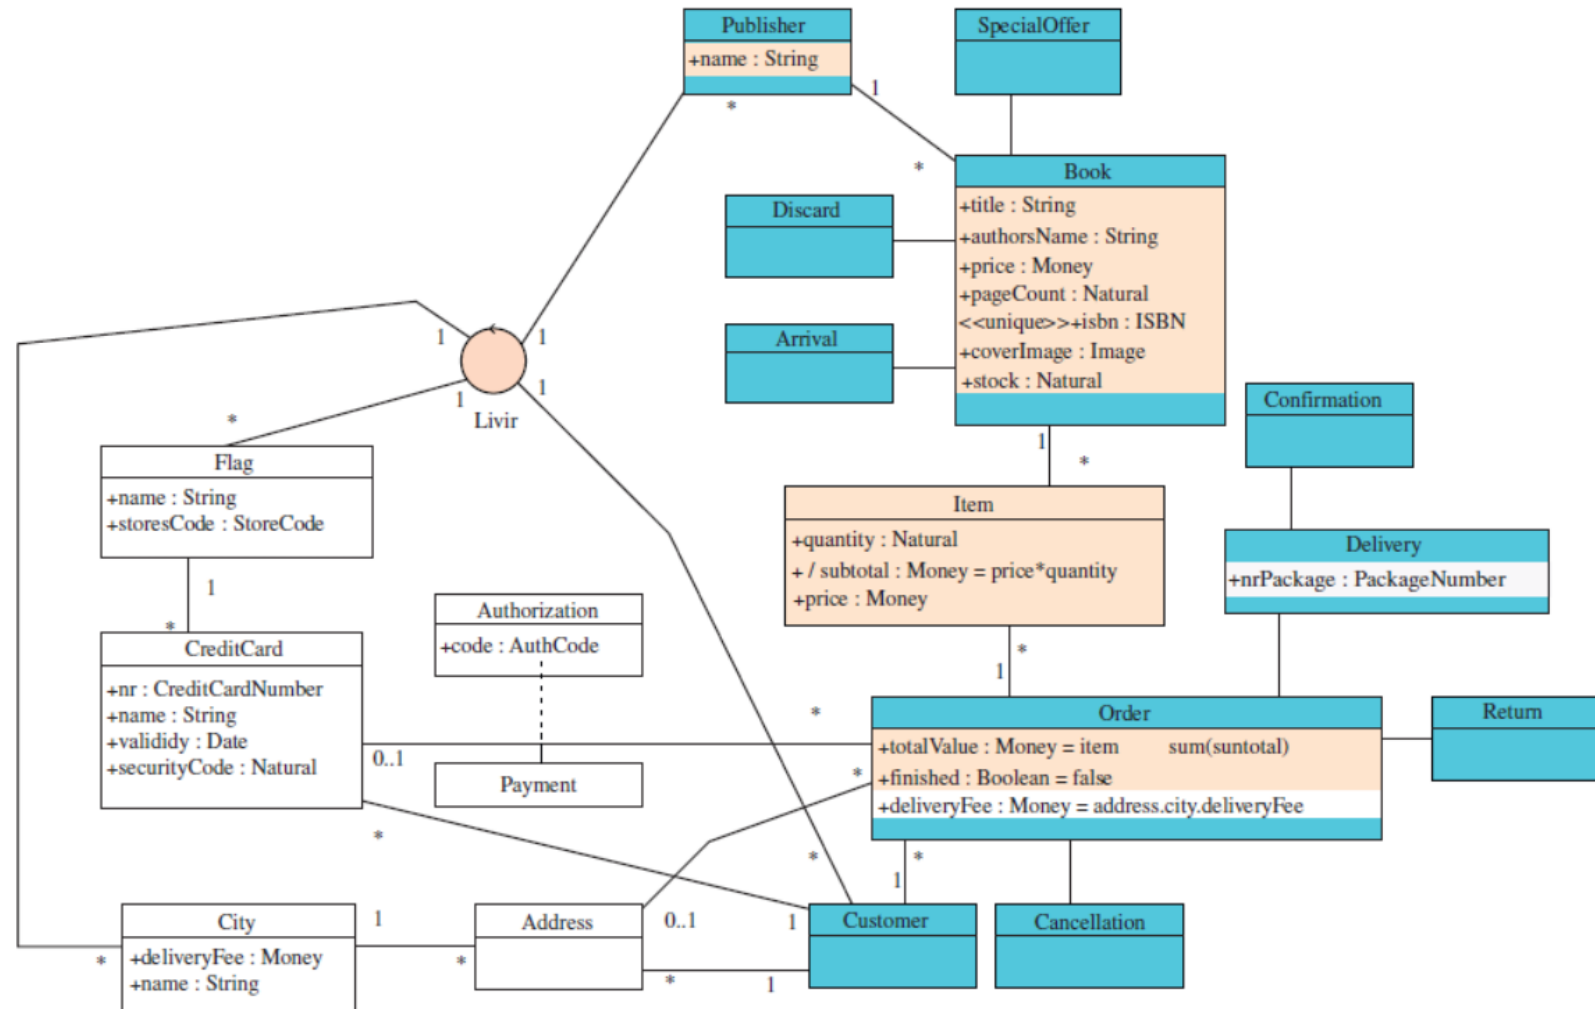 Publisher
+name : String
*
1
*
SpecialOffer
Book
+title : String
+authorsName : String
+price : Money
+pageCount : Natural
<<unique>>+isbn : ISBN
+coverImage : Image
+stock : Natural
Discard
Arrival
1
1
1
1
Livir
*
Flag
+name : String
+storesCode : StoreCode
1
*
1
*
Confirmation
Item
+quantity : Natural
+ / subtotal : Money = price*quantity
+price : Money
Delivery
+nrPackage : PackageNumber
Authorization
+code : AuthCode
CreditCard
+nr : CreditCardNumber
+name : String
+valididy : Date
+securityCode : Natural
*
1
*
0..1
Payment
*
Order
+totalValue : Money = item sum(suntotal)
+finished : Boolean = false
+deliveryFee : Money = address.city.deliveryFee
Return
*
*
*
1
City
+deliveryFee : Money
+name : String
1
*
*
Address
0..1
1
*
1
Customer
Cancellation